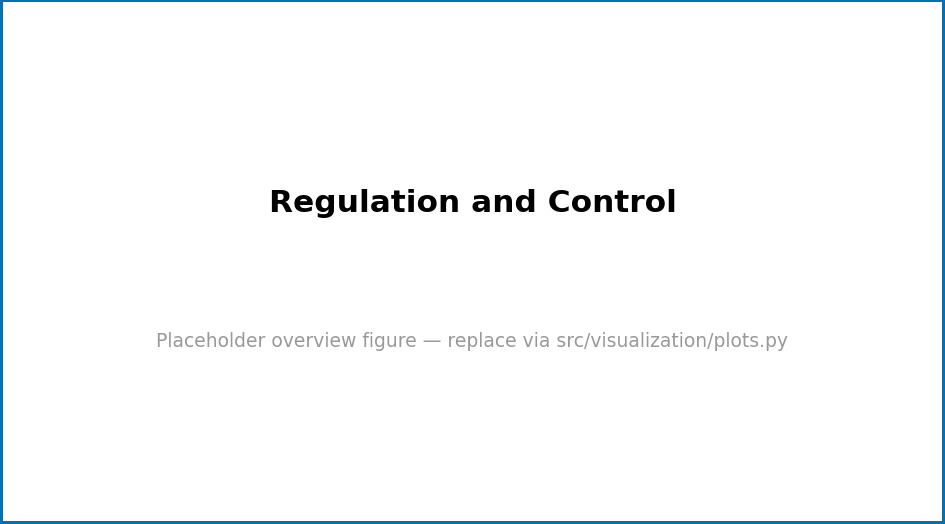 Regulation and Control
Placeholder overview figure — replace via src/visualization/plots.py